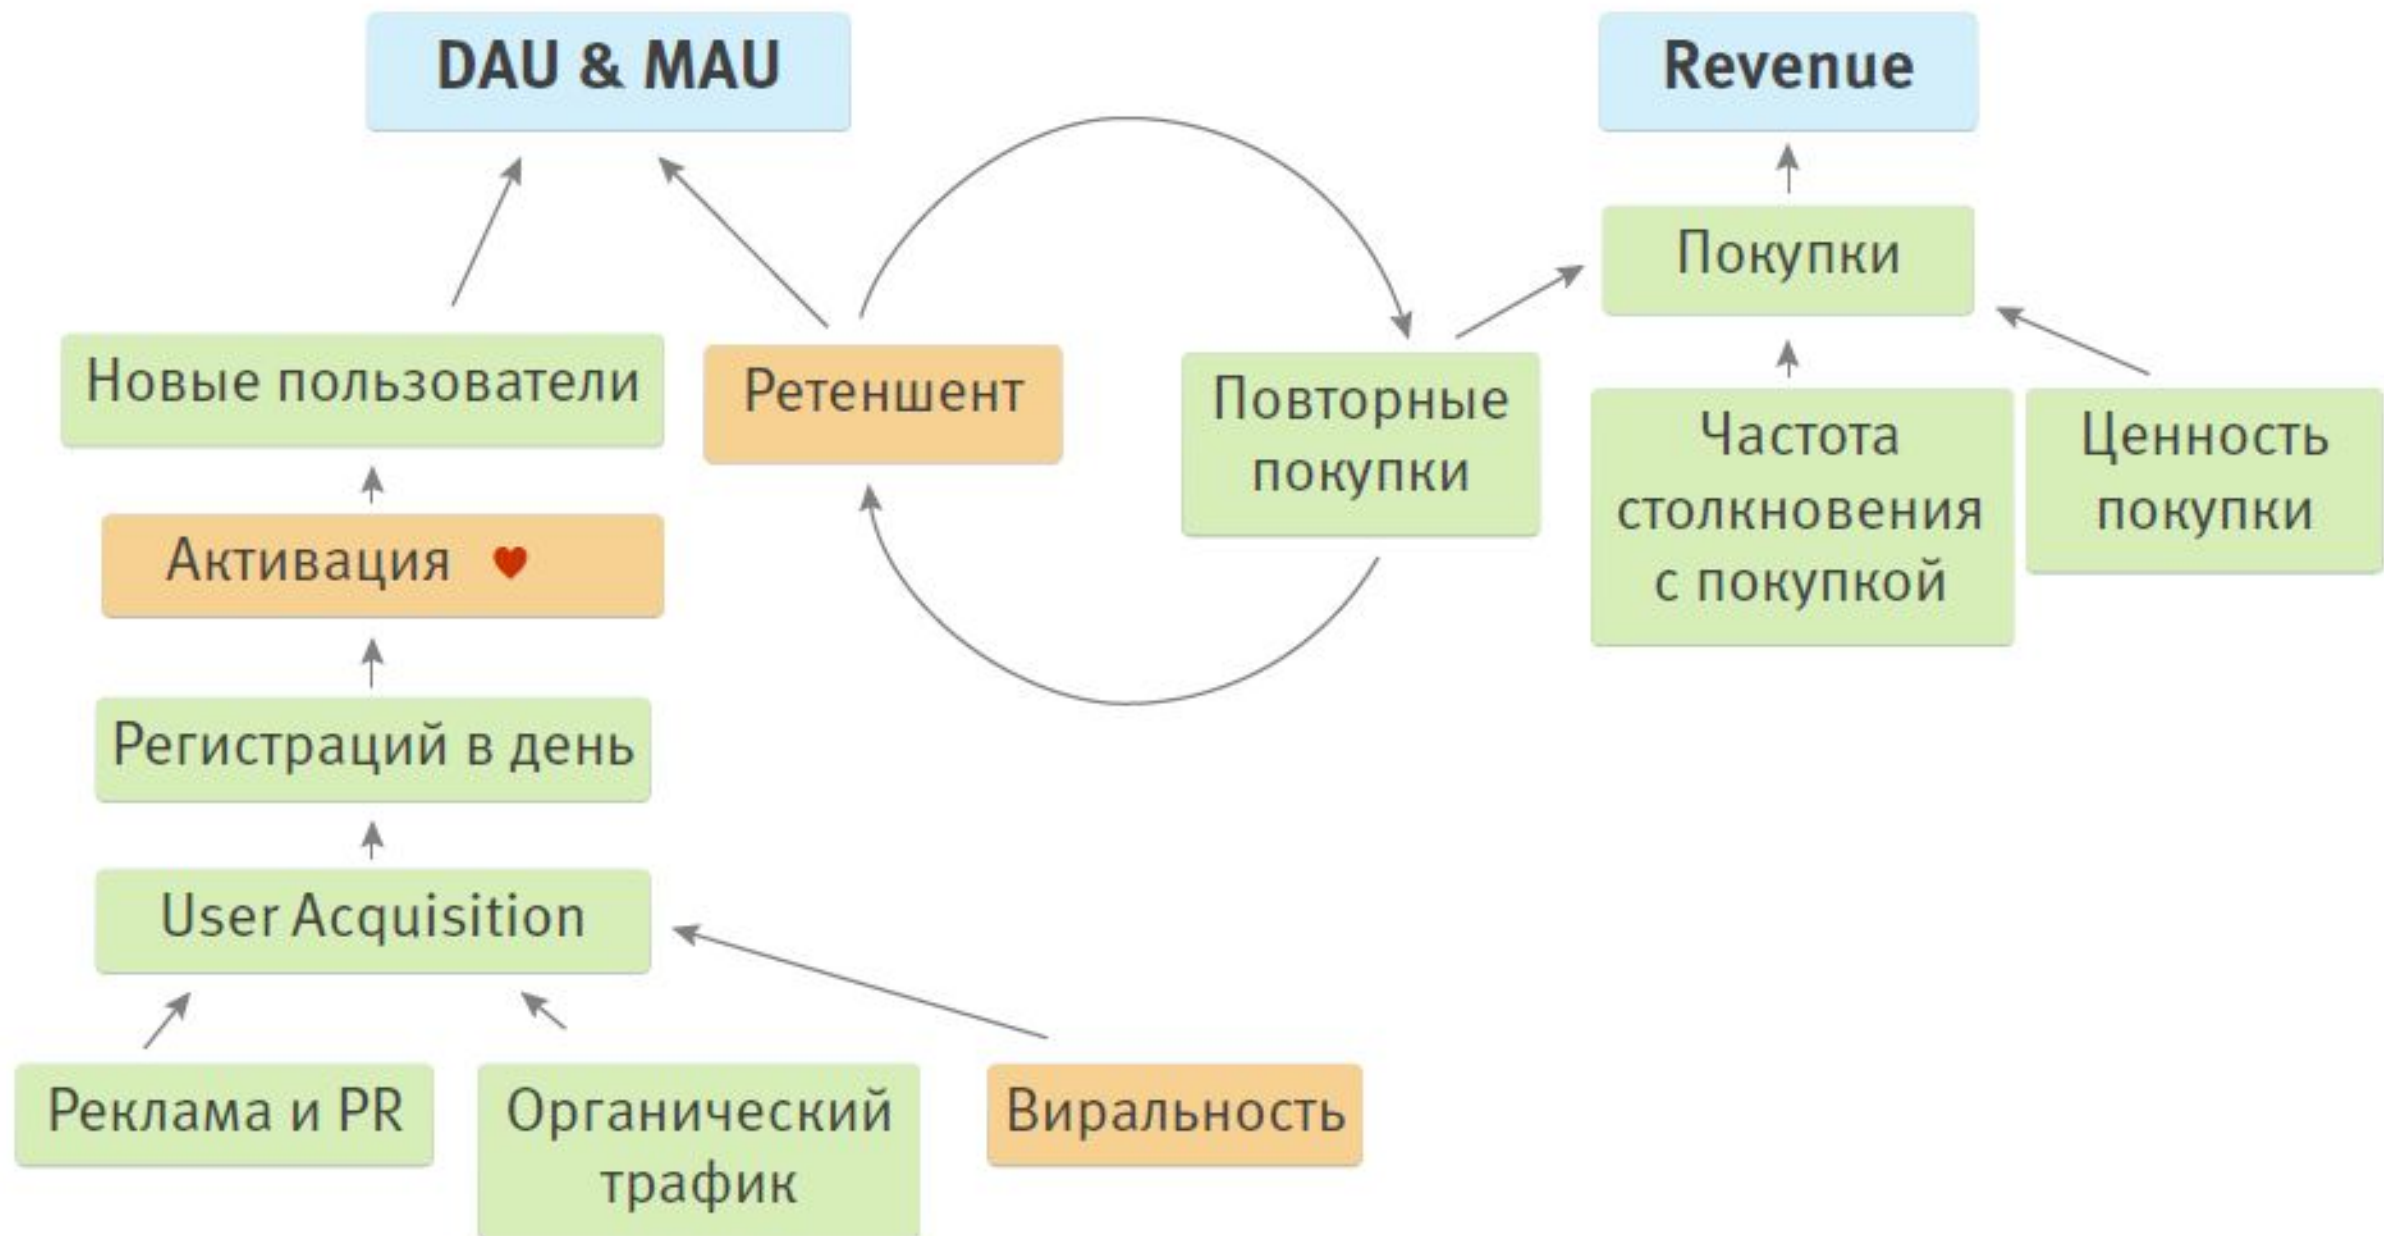 DAU & MAU
Revenue
Покупки
Новые пользователи
Ретеншент
Повторные
покупки
Частота
столкновения
с покупкой
Ценность
покупки
Активация
Регистраций в день
User Acquisition
Реклама и PR
Органический
трафик
Виральность